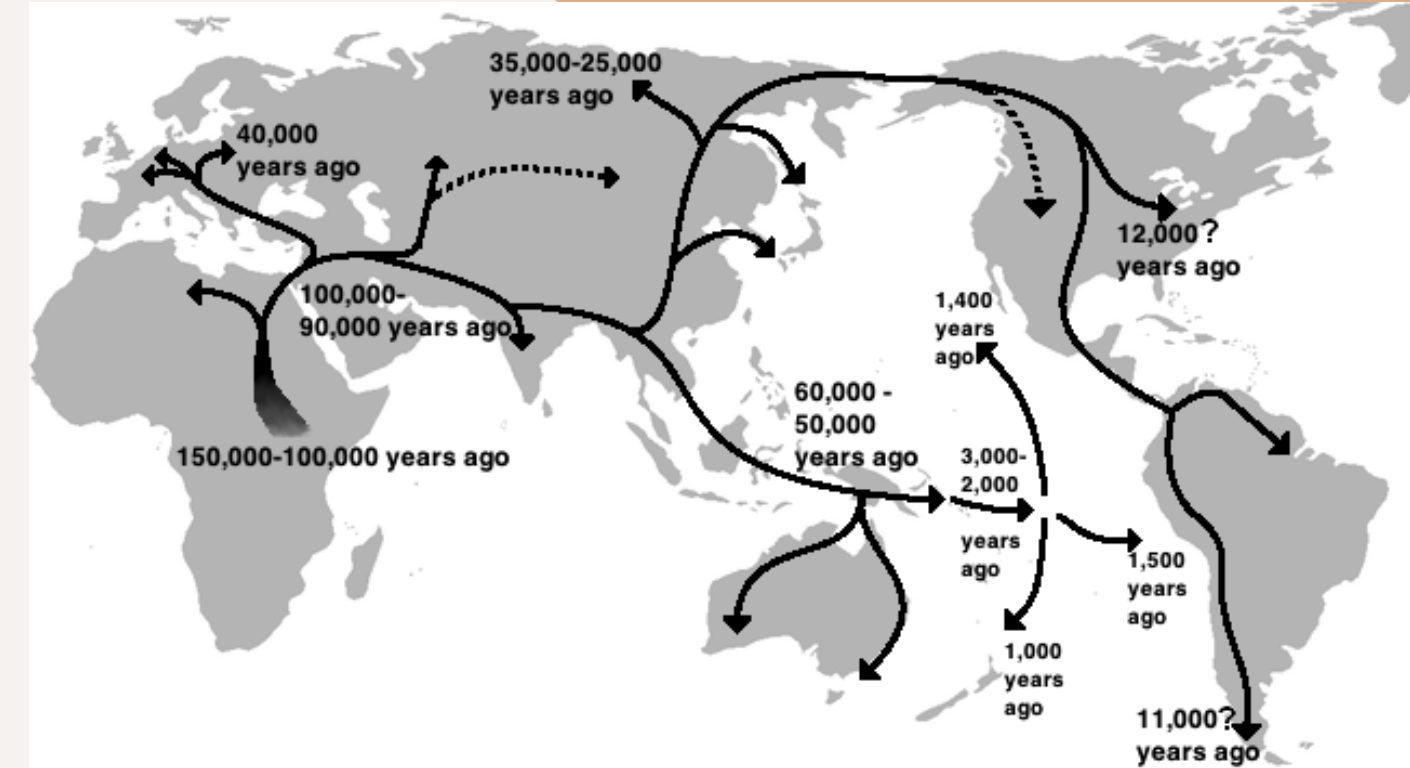 35,000-25,000
years ago
40,000
years ago
12,000?
years ago
100,000-
90,000 years ago
1,400
years
ago
60,000 -
50,000
years ago
150,000-100,000 years ago
3,000-
2,000
years
ago
1,500
years
ago
1,000
years
ago
11,000?
years ago